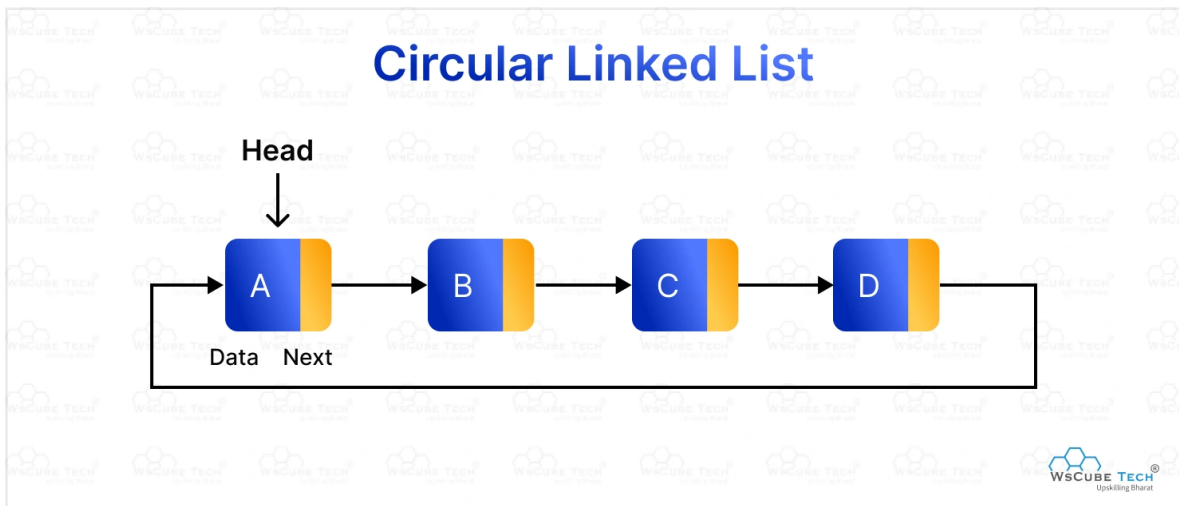 Circular Linked List
Head
A B C D
Data Next
WsCube Tech®
Upskilling Bharat